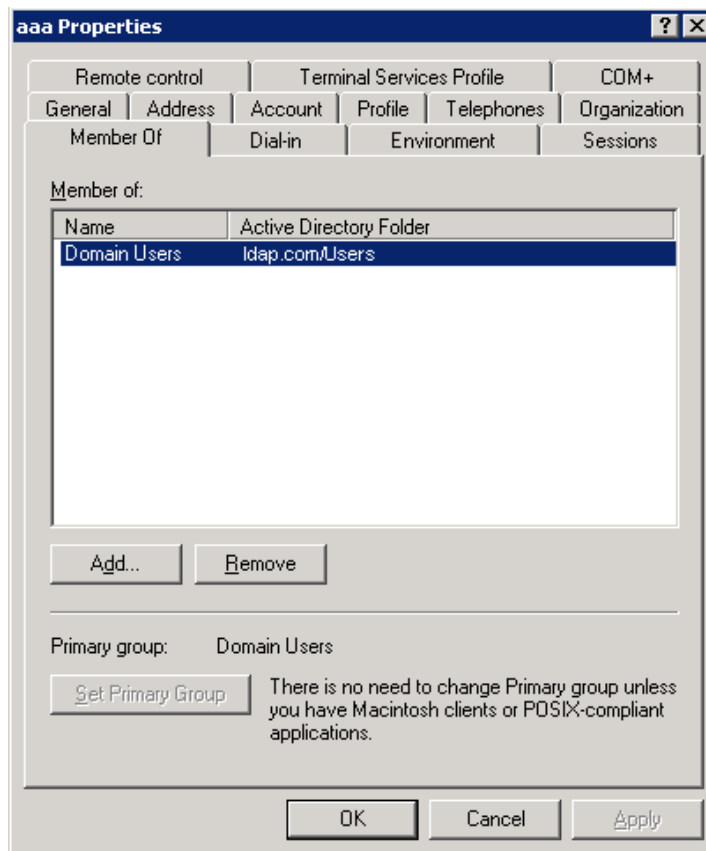 aaa Properties
Remote control Terminal Services Profile COM+
General Address Account Profile Telephones Organization
Member Of Dial-in Environment Sessions
Member of:
Name Active Directory Folder
Domain Users ldap.com/Users
Add... Remove
Primary group: Domain Users
Set Primary Group
There is no need to change Primary group unless
you have Macintosh clients or POSIX-compliant
applications.
OK Cancel Apply